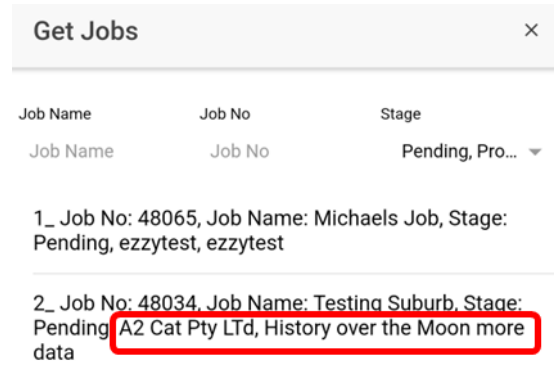 Get Jobs ×
Job Name Job No Stage
Job Name Job No Pending, Pro...
1_ Job No: 48065, Job Name: Michaels Job, Stage:
Pending, ezzytest, ezzytest
2_ Job No: 48034, Job Name: Testing Suburb, Stage:
Pending, A2 Cat Pty LTd, History over the Moon more
data